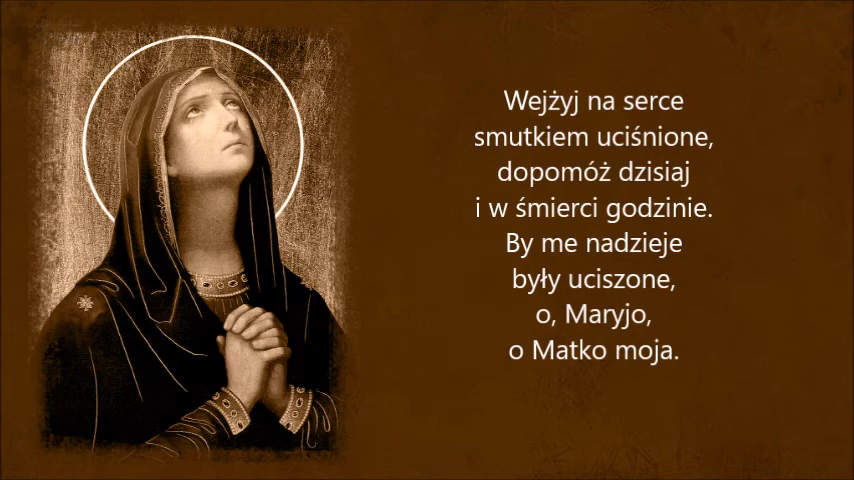 Wejżyj na serce
smutkiem uciśnione,
dopomóż dzisiaj
i w śmierci godzinie.
By me nadzieje
były uciszone,
o, Maryjo,
o Matko moja.